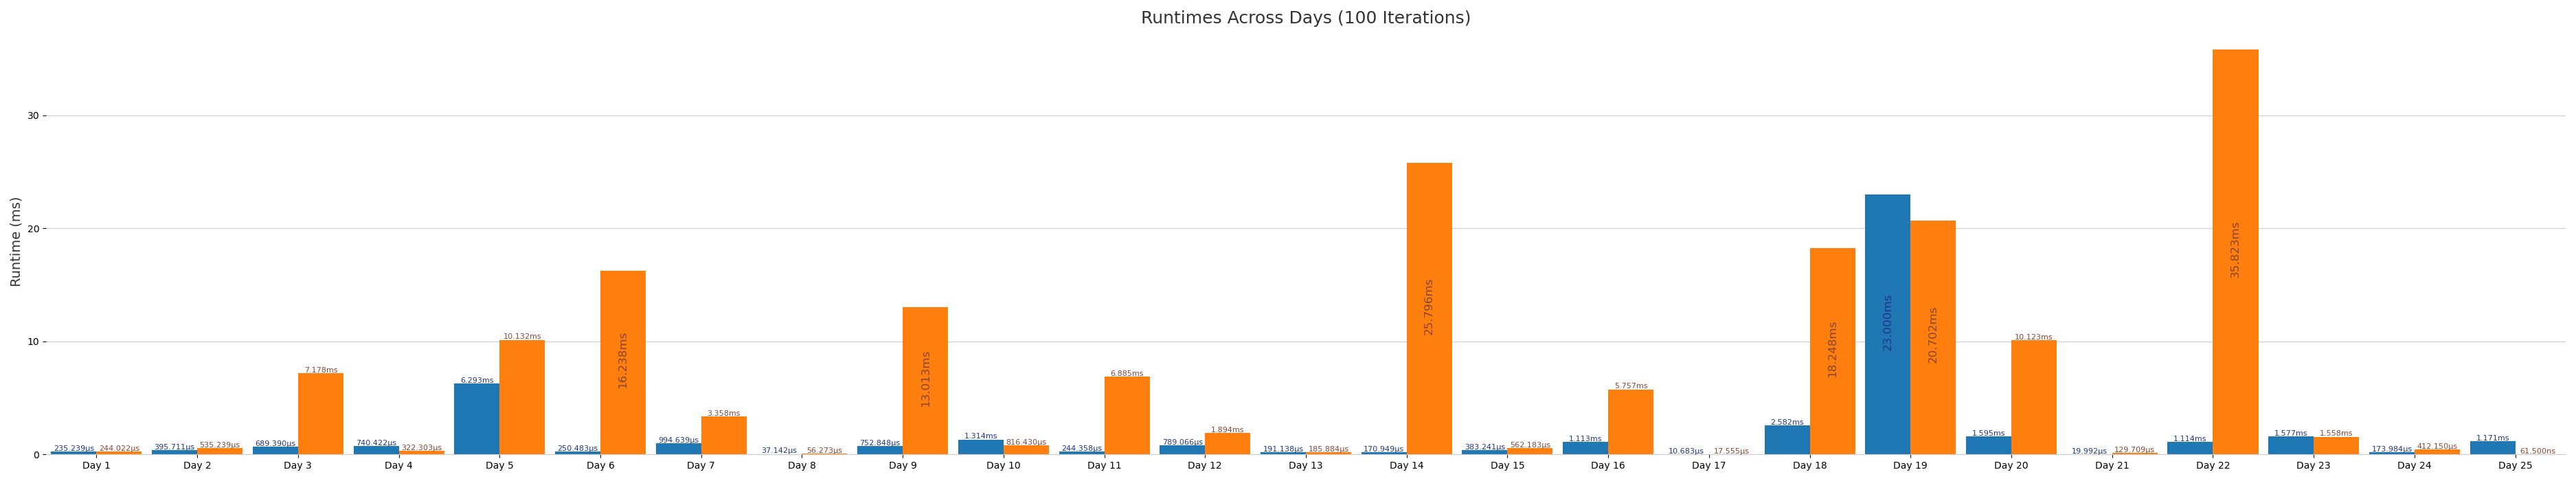 Runtimes Across Days (100 Iterations)
Runtime (ms)
30
20
10
0
235.239µs 244.022µs
395.711µs 535.239µs
689.390µs 7.178ms
740.422µs 322.303µs
6.293ms 10.132ms
250.483µs 16.238ms
994.639µs 3.358ms
37.142µs 56.273µs
752.848µs 13.013ms
1.314ms 816.430µs
244.358µs 6.885ms
789.066µs 1.894ms
191.138µs 185.884µs
170.949µs 25.796ms
383.241µs 562.183µs
1.113ms 5.757ms
10.683µs 17.555µs
2.582ms 18.248ms
23.000ms 20.702ms
1.595ms 10.123ms
19.992µs 129.709µs
1.114ms 35.823ms
1.577ms 1.558ms
173.984µs 412.150µs
1.171ms 61.500ns
Day 1 Day 2 Day 3 Day 4 Day 5 Day 6 Day 7 Day 8 Day 9 Day 10 Day 11 Day 12 Day 13 Day 14 Day 15 Day 16 Day 17 Day 18 Day 19 Day 20 Day 21 Day 22 Day 23 Day 24 Day 25